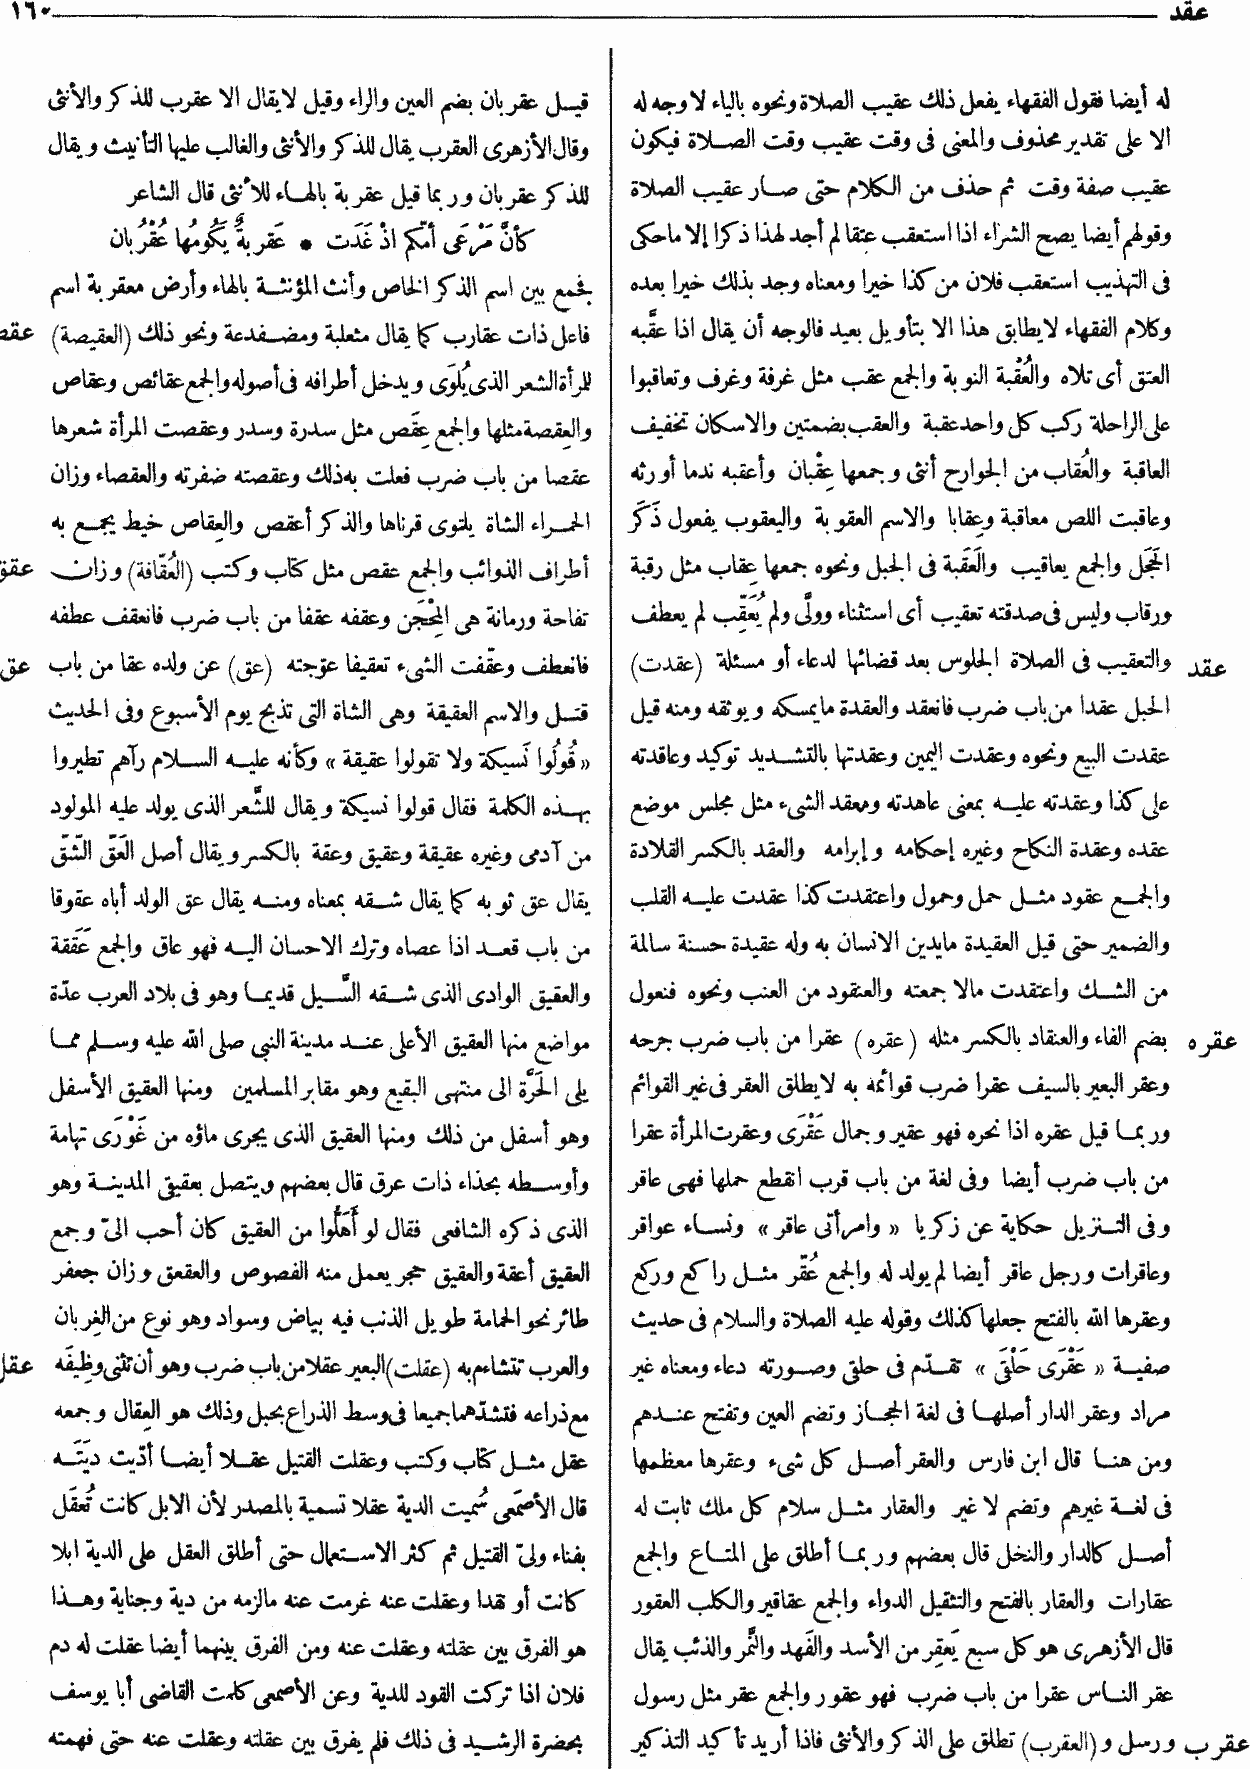 عقد
١٦٠
له أيضا فقول الفقهاء يفعل ذلك عقيب الصلاة ونحوه بالياء لا وجه له
الا على تقدير محذوف والمعنى فى وقت عقيب وقت الصلاة فيكون
عقيب صفة وقت ثم حذف من الكلام حتى صار عقيب الصلاة
وقولهم أيضا يصح الشراء اذا استعقب عتقا لم أجد لهذا ذكرا إلا ما حكى
فى التهذيب استعقب فلان من كذا خيرا ومعناه وجد بذلك خيرا بعده
وكلام الفقهاء لا يطابق هذا الا بتأويل بعيد فالوجه أن يقال اذا عقَّبه
العتق أى تلاه والعُقْبة النوبة والجمع عقب مثل غرفة وغرف وتعاقبوا
على الراحلة ركب كل واحد عقبة والعقب بضمتين والاسكان تخفيف
العاقبة والعُقاب من الجوارح أنثى وجمعها عِقْبان وأعقبه ندما أورثه
وعاقبت اللص معاقبة وعِقابا والاسم العقوبة واليعقوب يفعول ذَكَر
الحَجَل والجمع يعاقيب والَعَقَبة فى الجبل ونحوه جمعها عِقاب مثل رقبة
ورقاب وليس فى صدقته تعقيب أى استثناء وولَّى ولم يُعَقِّب لم يعطف
والتعقيب فى الصلاة الجلوس بعد قضائها لدعاء أو مسئلة (عقدت)
عقد
الحبل عقدا من باب ضرب فانعقد والعقدة ما يمسكه ويوثقه ومنه قيل
عقدت البيع ونحوه وعقدت اليمين وعقدتها بالتشديد توكيد وعاقدته
على كذا وعقدته عليه بمعنى عاهدته ومعقد الشىء مثل مجلس موضع
عقده وعقدة النكاح وغيره إحكامه وإبرامه والعقد بالكسر القلادة
والجمع عقود مثل حمل وحمول واعتقدت كذا عقدت عليه القلب
والضمير حتى قيل العقيدة ما يدين الانسان به وله عقيدة حسنة سالمة
من الشك واعتقدت مالا جمعته والعنقود من العنب ونحوه فنعول
بضم الفاء والعنقاد بالكسر مثله (عقره) عقرا من باب ضرب جرحه
عقره
وعقر البعير بالسيف عقرا ضرب قوائمه به لا يطلق العقر فى غير القوائم
وربما قيل عقره اذا نحره فهو عقير وجمال عَقْرَى وعقرت المرأة عقرا
من باب ضرب أيضا وفى لغة من باب قرب انقطع حملها فهى عاقر
وفى التنزيل حكاية عن زكريا « وامرأتى عاقر » ونساء عواقر
وعاقرات ورجل عاقر أيضا لم يولد له والجمع عُقّر مثل راكع وركع
وعقرها الله بالفتح جعلها كذلك وقوله عليه الصلاة والسلام فى حديث
صفية « عَقْرَى حَلْقَى » تقدّم فى حلق وصورته دعاء ومعناه غير
مراد وعقر الدار أصلها فى لغة الحجاز وتضم العين وتفتح عندهم
ومن هنا قال ابن فارس والعقر أصل كل شىء وعقرها معظمها
فى لغة غيرهم وتضم لا غير والعقار مثل سلام كل ملك ثابت له
أصل كالدار والنخل قال بعضهم وربما أطلق على المتاع والجمع
عقارات والعقار بالفتح والتثقيل الدواء والجمع عقاقير والكلب العقور
قال الأزهرى هو كل سبع يَعقِر من الأسد والفَهد والنَّمر والذئب يقال
عقر الناس عقرا من باب ضرب فهو عقور والجمع عقر مثل رسول
ورسل و(العقرب) تطلق على الذكر والأنثى فاذا أريد تأكيد التذكير
عقرب
قيل عقربان بضم العين والراء وقيل لا يقال الا عقرب للذكر والأنثى
وقال الأزهرى العقرب يقال للذكر والأنثى والغالب عليها التأنيث ويقال
للذكر عقربان وربما قيل عقربة بالهاء للأنثى قال الشاعر
كأنَّ مَرْعَى أمّكم اذْ غَدَت * عَقربةٌ يَكُومُها عُقْرُبان
فجمع بين اسم الذكر الخاص وأنث المؤنثة بالهاء وأرض معقربة اسم
فاعل ذات عقارب كما يقال مثعلبة ومضفدعة ونحو ذلك (العقيصة)
عقص
للمرأة الشعر الذى يُلوَى ويدخل أطرافه فى أصوله والجمع عقائص وعقاص
والعِقصة مثلها والجمع عِقَص مثل سدرة وسدر وعقصت المرأة شعرها
عقصا من باب ضرب فعلت به ذلك وعقصته ضفرته والعقصاء وزان
الحمراء الشاة يلتوى قرناها والذكر أعقص والعِقاص خيط يجمع به
أطراف الذوائب والجمع عقص مثل كتاب وكتب (العُقّافة) وزان
تفاحة ورمانة هى المِحْجَن وعقفه عقفا من باب ضرب فانعقف عطفه
فانعطف وعقّفت الشىء تعقيفا عوّجته (عق) عن ولده عقا من باب
عق
قتل والاسم العقيقة وهى الشاة التى تذبح يوم الأسبوع وفى الحديث
« قُولُوا نَسيكة ولا تقولوا عقيقة » وكأنه عليه السلام رآهم تطيروا
بهذه الكلمة فقال قولوا نسيكة ويقال للشَّعر الذى يولد عليه المولود
من آدمى وغيره عقيقة وعقيق وعقة بالكسر ويقال أصل العَقّ الشّقّ
يقال عق ثوبه كما يقال شقه بمعناه ومنه يقال عق الولد أباه عقوقا
من باب قعد اذا عصاه وترك الاحسان اليه فهو عاق والجمع عَقَقة
والعقيق الوادى الذى شقه السَّيل قديما وهو فى بلاد العرب عدّة
مواضع منها العقيق الأعلى عند مدينة النبى صلى الله عليه وسلم مما
يلى الحَرَّة الى منتهى البقيع وهو مقابر المسلمين ومنها العقيق الأسفل
وهو أسفل من ذلك ومنها العقيق الذى يجرى ماؤه من غَوْرَى تهامة
وأوسطه بحذاء ذات عرق قال بعضهم ويتصل بعقيق المدينة وهو
الذى ذكره الشافعى فقال لو أَهَلُّوا من العقيق كان أحب الىّ وجمع
العقيق أعقة والعقيق حجر يعمل منه الفصوص والعقعق وزان جعفر
طائر نحو الحمامة طويل الذنب فيه بياض وسواد وهو نوع من الغِربان
والعرب تتشاءم به (عقلت) البعير عقلا من باب ضرب وهو أن تثنى وظِيفَه
عقل
مع ذراعه فتشدّهما جميعا فى وسط الذراع بحبل وذلك هو العِقال وجمعه
عقل مثل كتاب وكتب وعقلت القتيل عقلا أيضا أدّيت ديَتَه
قال الأصمَعى سُميت الدية عقلا تسمية بالمصدر لأن الابل كانت تُعقَل
بفناء ولىّ القتيل ثم كثر الاستعمال حتى أطلق العقل على الدية ابلا
كانت أو نقدا وعقلت عنه غرمت عنه ما لزمه من دية وجناية وهذا
هو الفرق بين عقلته وعقلت عنه ومن الفرق بينهما أيضا عقلت له دم
فلان اذا تركت القود للدية وعن الأصمعى كلمت القاضى أبا يوسف
بحضرة الرشيد فى ذلك فلم يفرق بين عقلته وعقلت عنه حتى فهمته